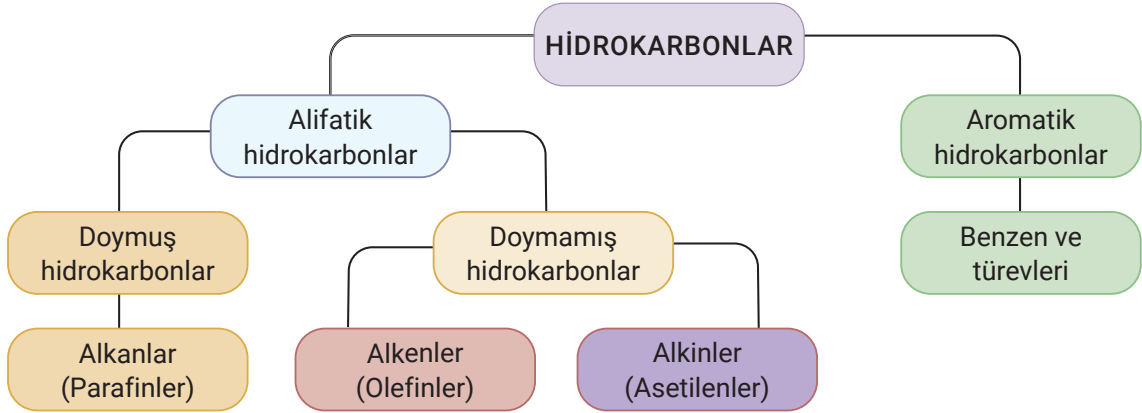 HİDROKARBONLAR
Alifatik
hidrokarbonlar
Aromatik
hidrokarbonlar
Doymuş
hidrokarbonlar
Doymamış
hidrokarbonlar
Benzen ve
türevleri
Alkanlar
(Parafinler)
Alkenler
(Olefinler)
Alkinler
(Asetilenler)